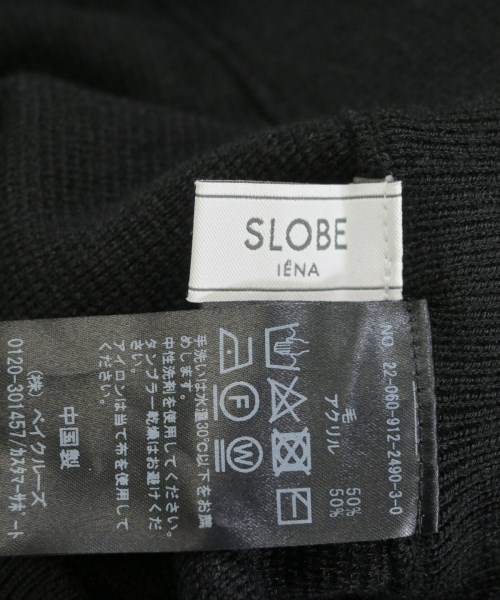 SLOBE
IÉNA
NO 22-060-912-2490-3-0
毛 50%
アクリル 50%
F
W
手洗いは水温30℃以下をお薦
めします。
中性洗剤を使用してください。
タンブラー乾燥はお避けくだ
さい。
アイロンは当て布を使用して
ください。
中国製
(株)ベイクルーズ
0120-301457/カスタマーサポート